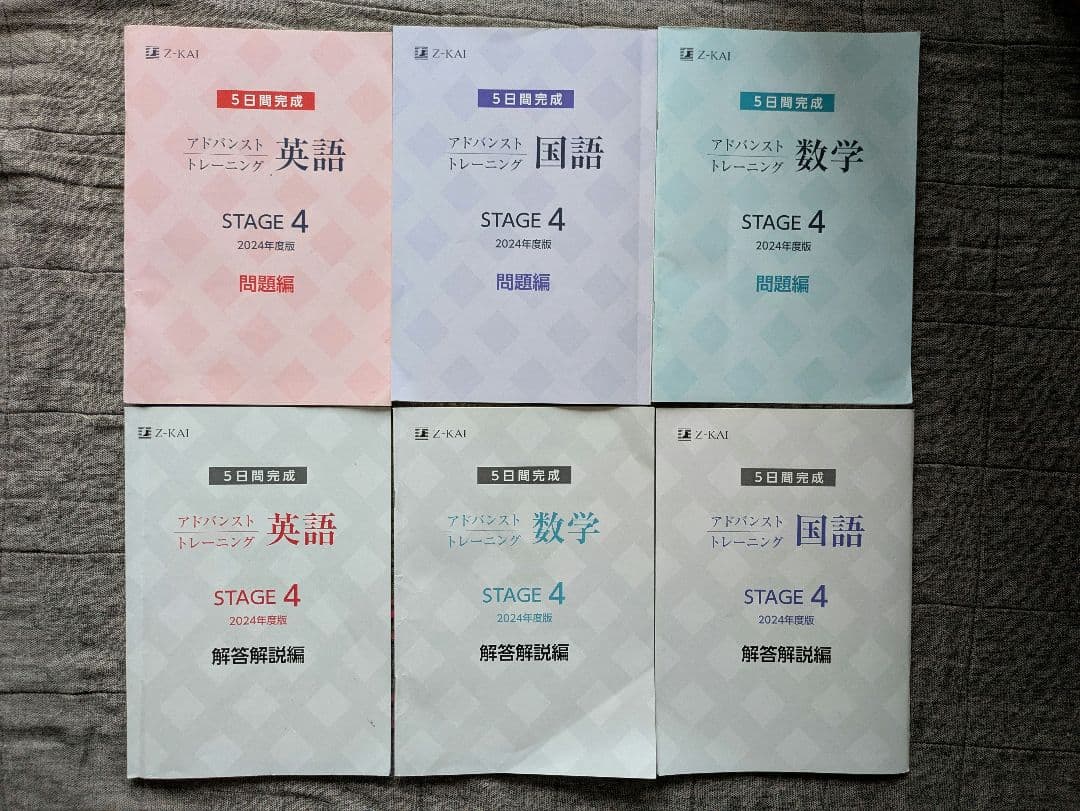 Z-KAI
5日間完成
アドバンスト
トレーニング
英語
STAGE 4
2024年度版
問題編
Z-KAI
5日間完成
アドバンスト
トレーニング
国語
STAGE 4
2024年度版
問題編
Z-KAI
5日間完成
アドバンスト
トレーニング
数学
STAGE 4
2024年度版
問題編
Z-KAI
5日間完成
アドバンスト
トレーニング
英語
STAGE 4
2024年度版
解答解説編
Z-KAI
5日間完成
アドバンスト
トレーニング
数学
STAGE 4
2024年度版
解答解説編
Z-KAI
5日間完成
アドバンスト
トレーニング
国語
STAGE 4
2024年度版
解答解説編